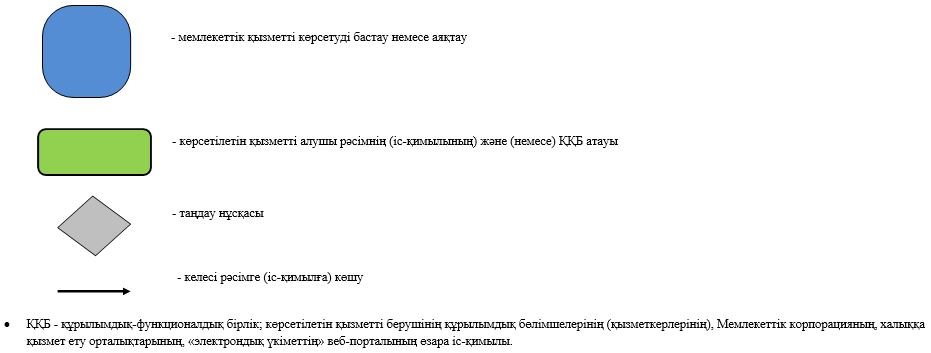 - мемлекеттік қызметті көрсетуді бастау немесе аяқтау
- көрсетілетін қызметті алушы рәсімнің (іс-қимылының) және (немесе) ҚҚБ атауы
- таңдау нұсқасы
- келесі рәсімге (іс-қимылға) көшу
• ҚҚБ - құрылымдық-функционалдық бірлік; көрсетілетін қызметті берушінің құрылымдық бөлімшелерінің (қызметкерлерінің), Мемлекеттік корпорацияның, халыққа
қызмет ету орталықтарының, «электрондық үкіметтің» веб-порталының өзара іс-қимылы.